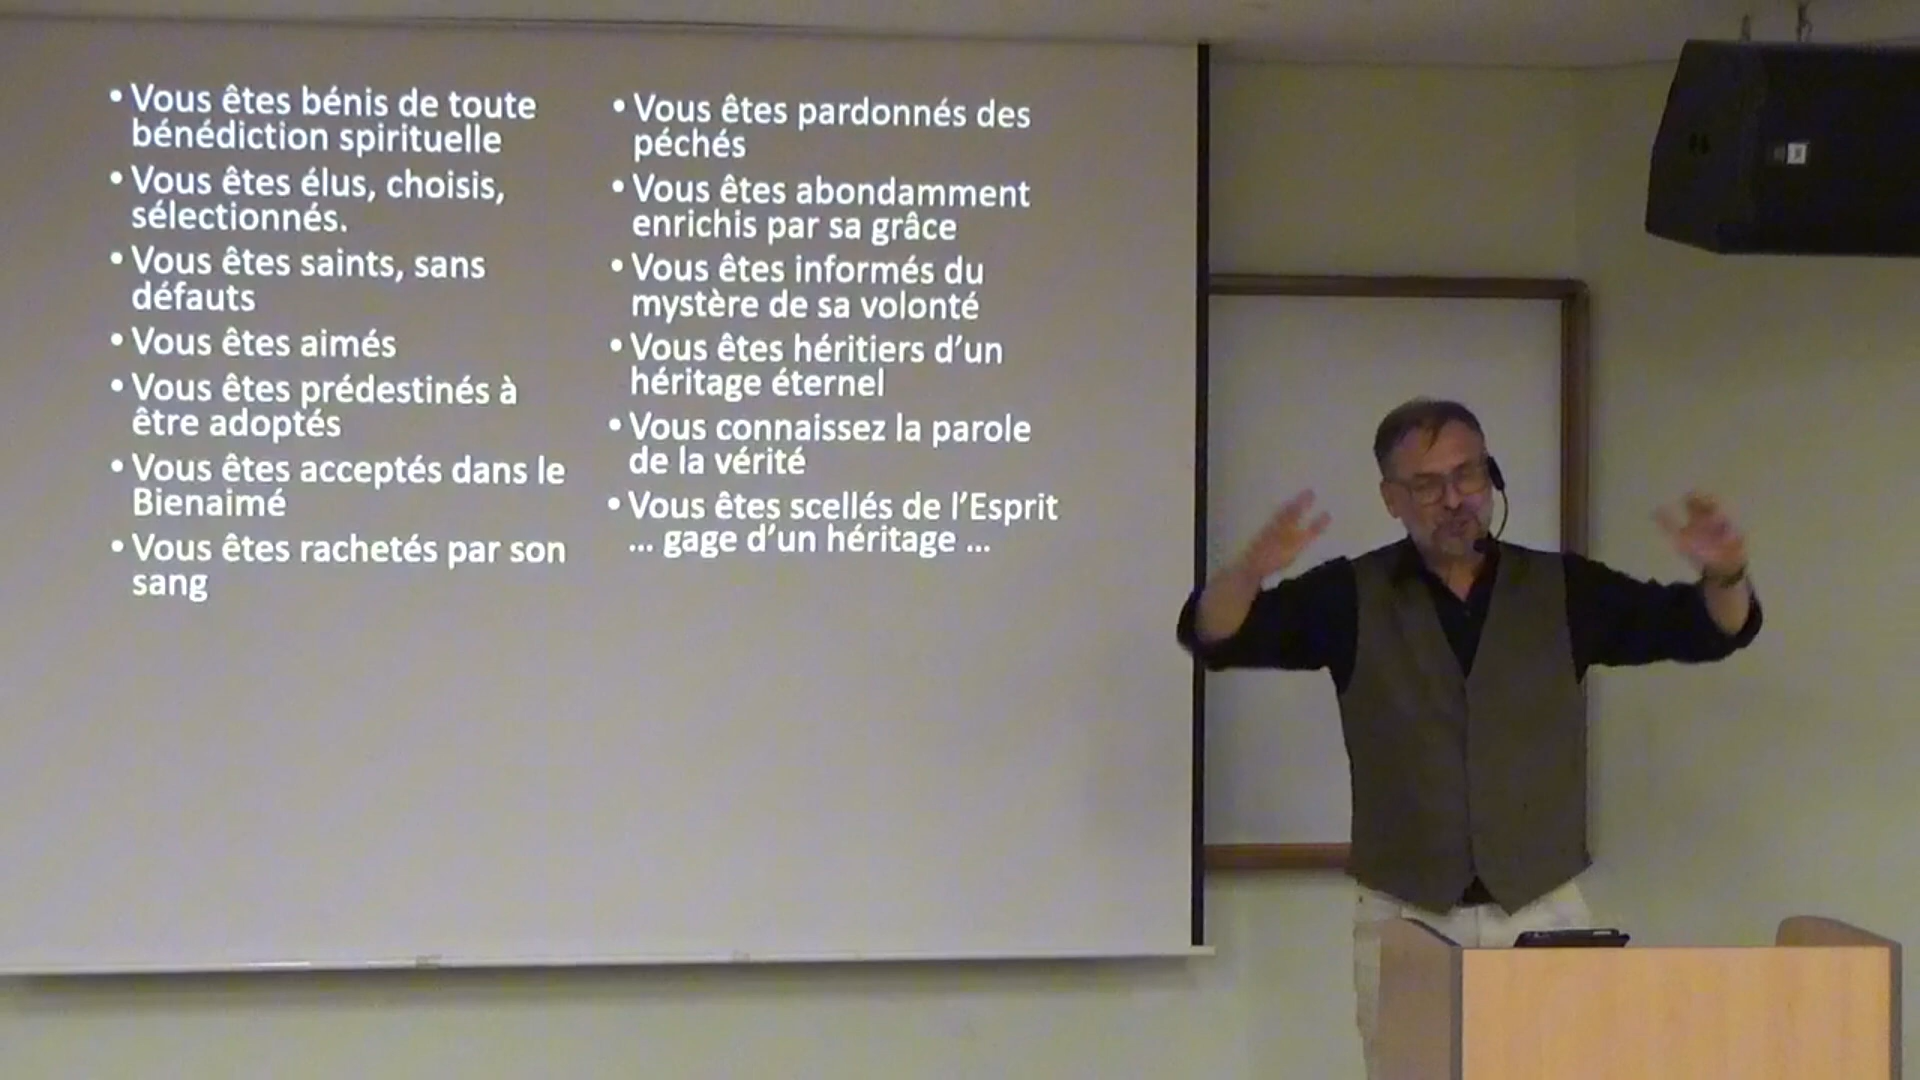 • Vous êtes bénis de toute
bénédiction spirituelle
• Vous êtes élus, choisis,
sélectionnés.
• Vous êtes saints, sans
défauts
• Vous êtes aimés
• Vous êtes prédestinés à
être adoptés
• Vous êtes acceptés dans le
Bienaimé
• Vous êtes rachetés par son
sang
• Vous êtes pardonnés des
péchés
• Vous êtes abondamment
enrichis par sa grâce
• Vous êtes informés du
mystère de sa volonté
• Vous êtes héritiers d’un
héritage éternel
• Vous connaissez la parole
de la vérité
• Vous êtes scellés de l’Esprit
... gage d’un héritage ...